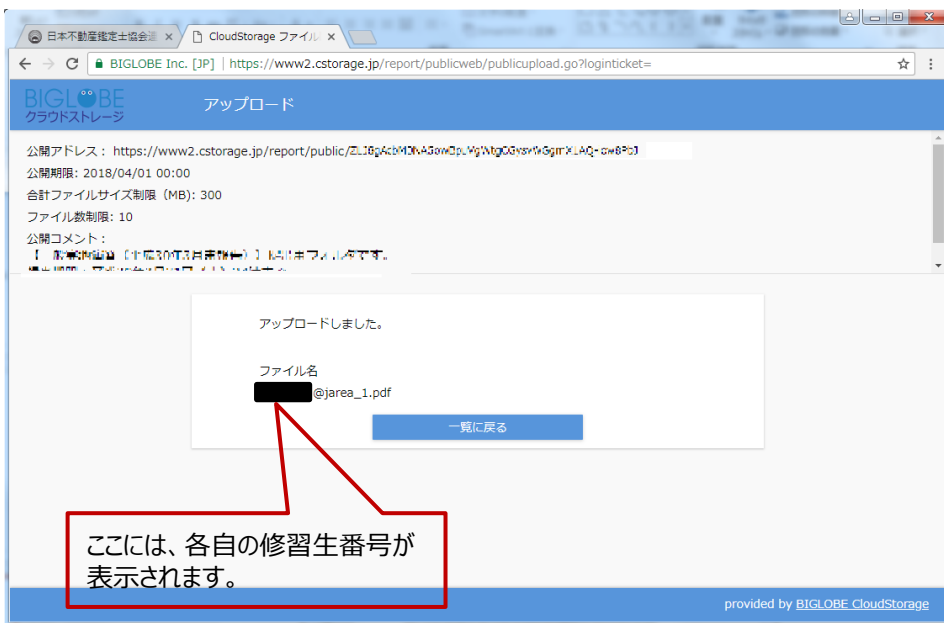 日本不動産鑑定士協会連
CloudStorage ファイル
BIGLOBE Inc. [JP] | https://www2.cstorage.jp/report/publicweb/publicupload.go?loginticket=
BIGLOBE
クラウドストレージ
アップロード
公開アドレス： https://www2.cstorage.jp/report/public/
公開期限: 2018/04/01 00:00
合計ファイルサイズ制限（MB）: 300
ファイル数制限: 10
公開コメント：
アップロードしました。
ファイル名
@jarea_1.pdf
一覧に戻る
ここには、各自の修習生番号が
表示されます。
provided by BIGLOBE CloudStorage